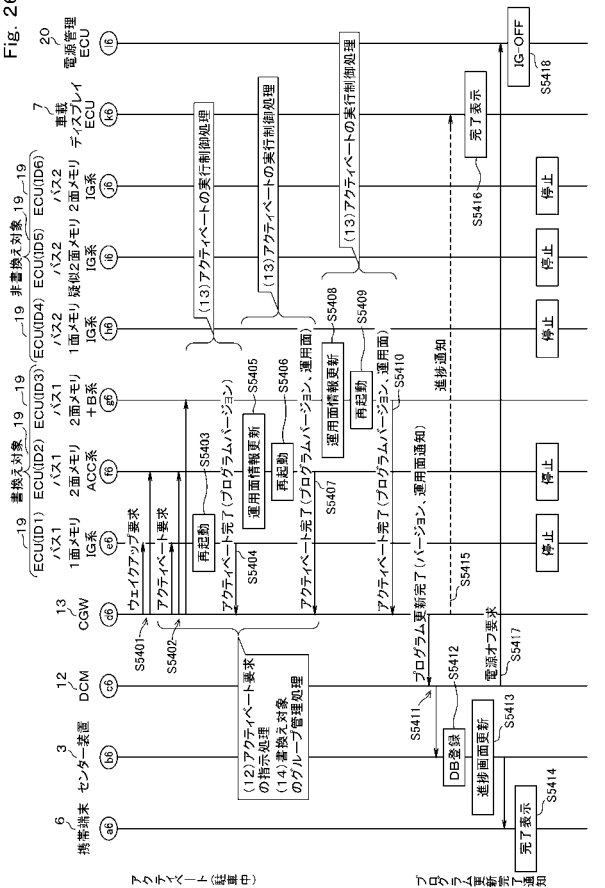 Fig. 26
6
携帯端末
a6
3
センター装置
b6
12
DCM
c6
13
CGW
d6
書換え対象
19
ECU(ID1)
バス1
1面メモリ
IG系
e6
19
ECU(ID2)
バス1
2面メモリ
ACC系
f6
19
ECU(ID3)
バス1
2面メモリ
+B系
g6
非書換え対象
19
ECU(ID4)
バス2
1面メモリ
IG系
h6
19
ECU(ID5)
バス2
疑似2面メモリ
IG系
i6
19
ECU(ID6)
バス2
2面メモリ
IG系
j6
7
車載
ディスプレイ
ECU
k6
20
電源管理
ECU
l6
アクティベート(駐車中)
ウェイクアップ要求
S5401
アクティベート要求
S5402
再起動
S5403
(13)アクティベートの実行制御処理
アクティベート完了(プログラムバージョン)
S5404
(12)アクティベート要求
の指示処理
(14)書換え対象
のグループ管理処理
運用面情報更新
S5405
再起動
S5406
(13)アクティベートの実行制御処理
アクティベート完了(プログラムバージョン、運用面)
S5407
運用面情報更新
S5408
再起動
S5409
(13)アクティベートの実行制御処理
アクティベート完了(プログラムバージョン、運用面)
S5410
プログラム更新完了通知
プログラム更新完了(バージョン、運用面通知)
S5411
DB登録
S5412
進捗画面更新
S5413
完了表示
S5414
進捗通知
S5415
完了表示
S5416
電源オフ要求
S5417
IG-OFF
S5418
停止
停止
停止
停止
停止